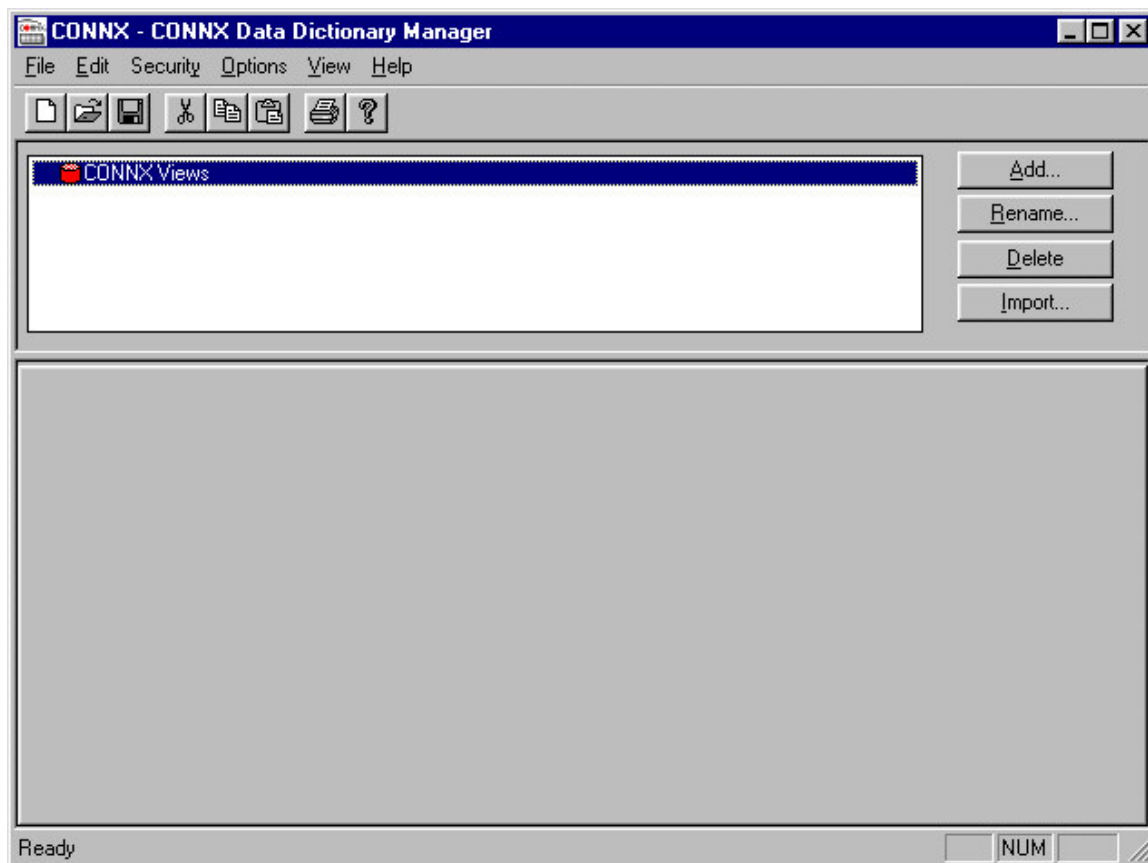 CONNX - CONNX Data Dictionary Manager
File Edit Security Options View Help
CONNX Views
Add...
Rename...
Delete
Import...
Ready
NUM